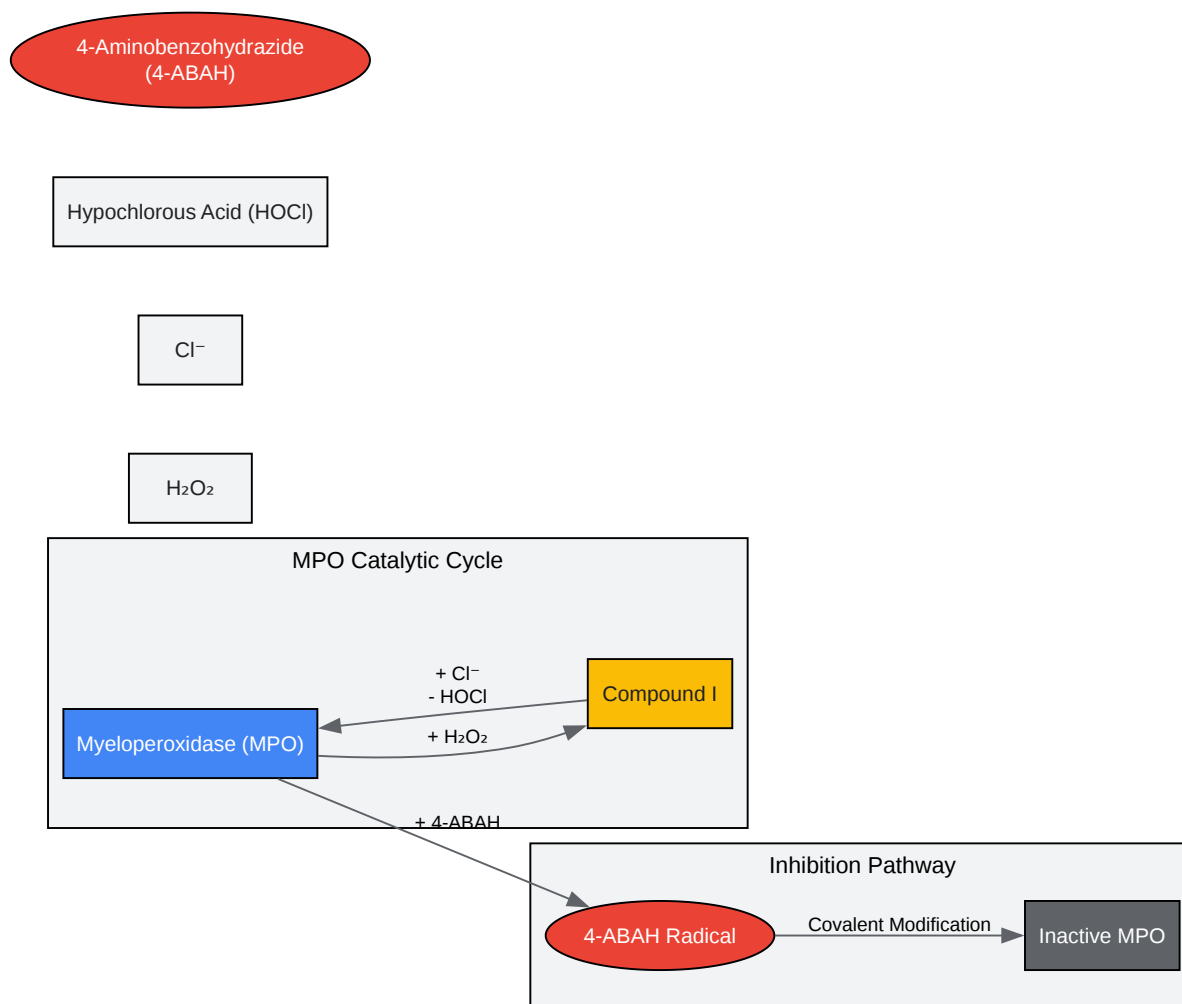 4-Aminobenzohydrazide
(4-ABAH)
Hypochlorous Acid (HOCl)
Cl⁻
H₂O₂
MPO Catalytic Cycle
+ Cl⁻
- HOCl
Compound I
Myeloperoxidase (MPO)
+ H₂O₂
+ 4-ABAH
Inhibition Pathway
4-ABAH Radical
Covalent Modification
Inactive MPO